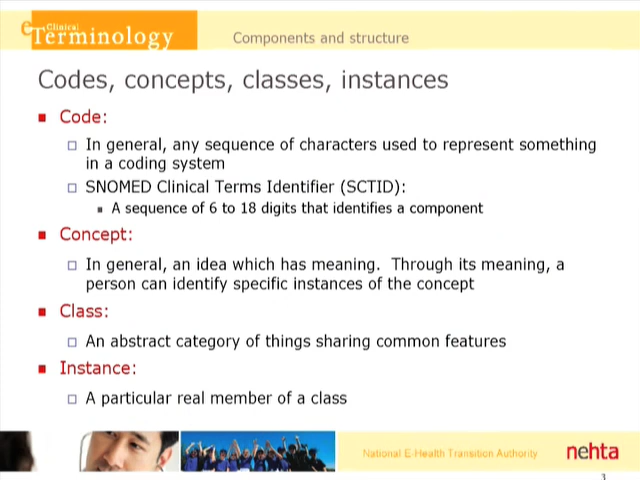 eClinical
Terminology
Components and structure
Codes, concepts, classes, instances
Code:
In general, any sequence of characters used to represent something
in a coding system
SNOMED Clinical Terms Identifier (SCTID):
A sequence of 6 to 18 digits that identifies a component
Concept:
In general, an idea which has meaning. Through its meaning, a
person can identify specific instances of the concept
Class:
An abstract category of things sharing common features
Instance:
A particular real member of a class
National E Health Transition Authority
nehta
3